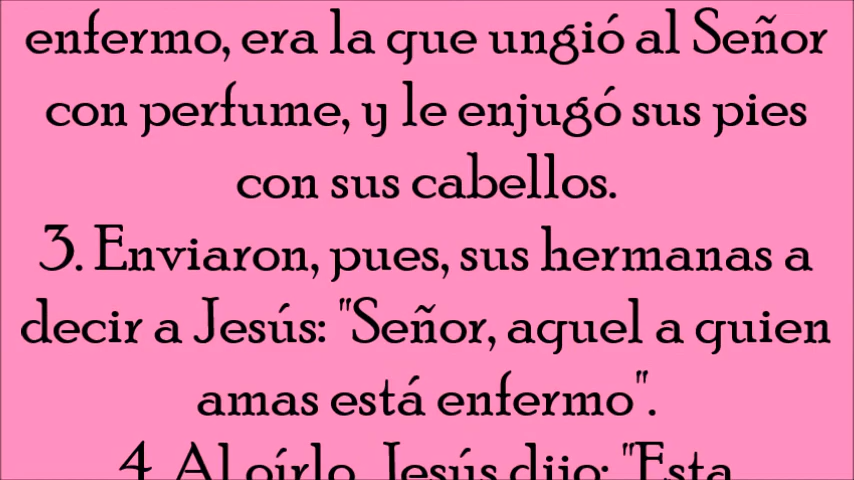 enfermo, era la que ungió al Señor
con perfume, y le enjugó sus pies
con sus cabellos.
3. Enviaron, pues, sus hermanas a
decir a Jesús: "Señor, aquel a quien
amas está enfermo".
4. Al oírlo, Jesús dijo: "Esta